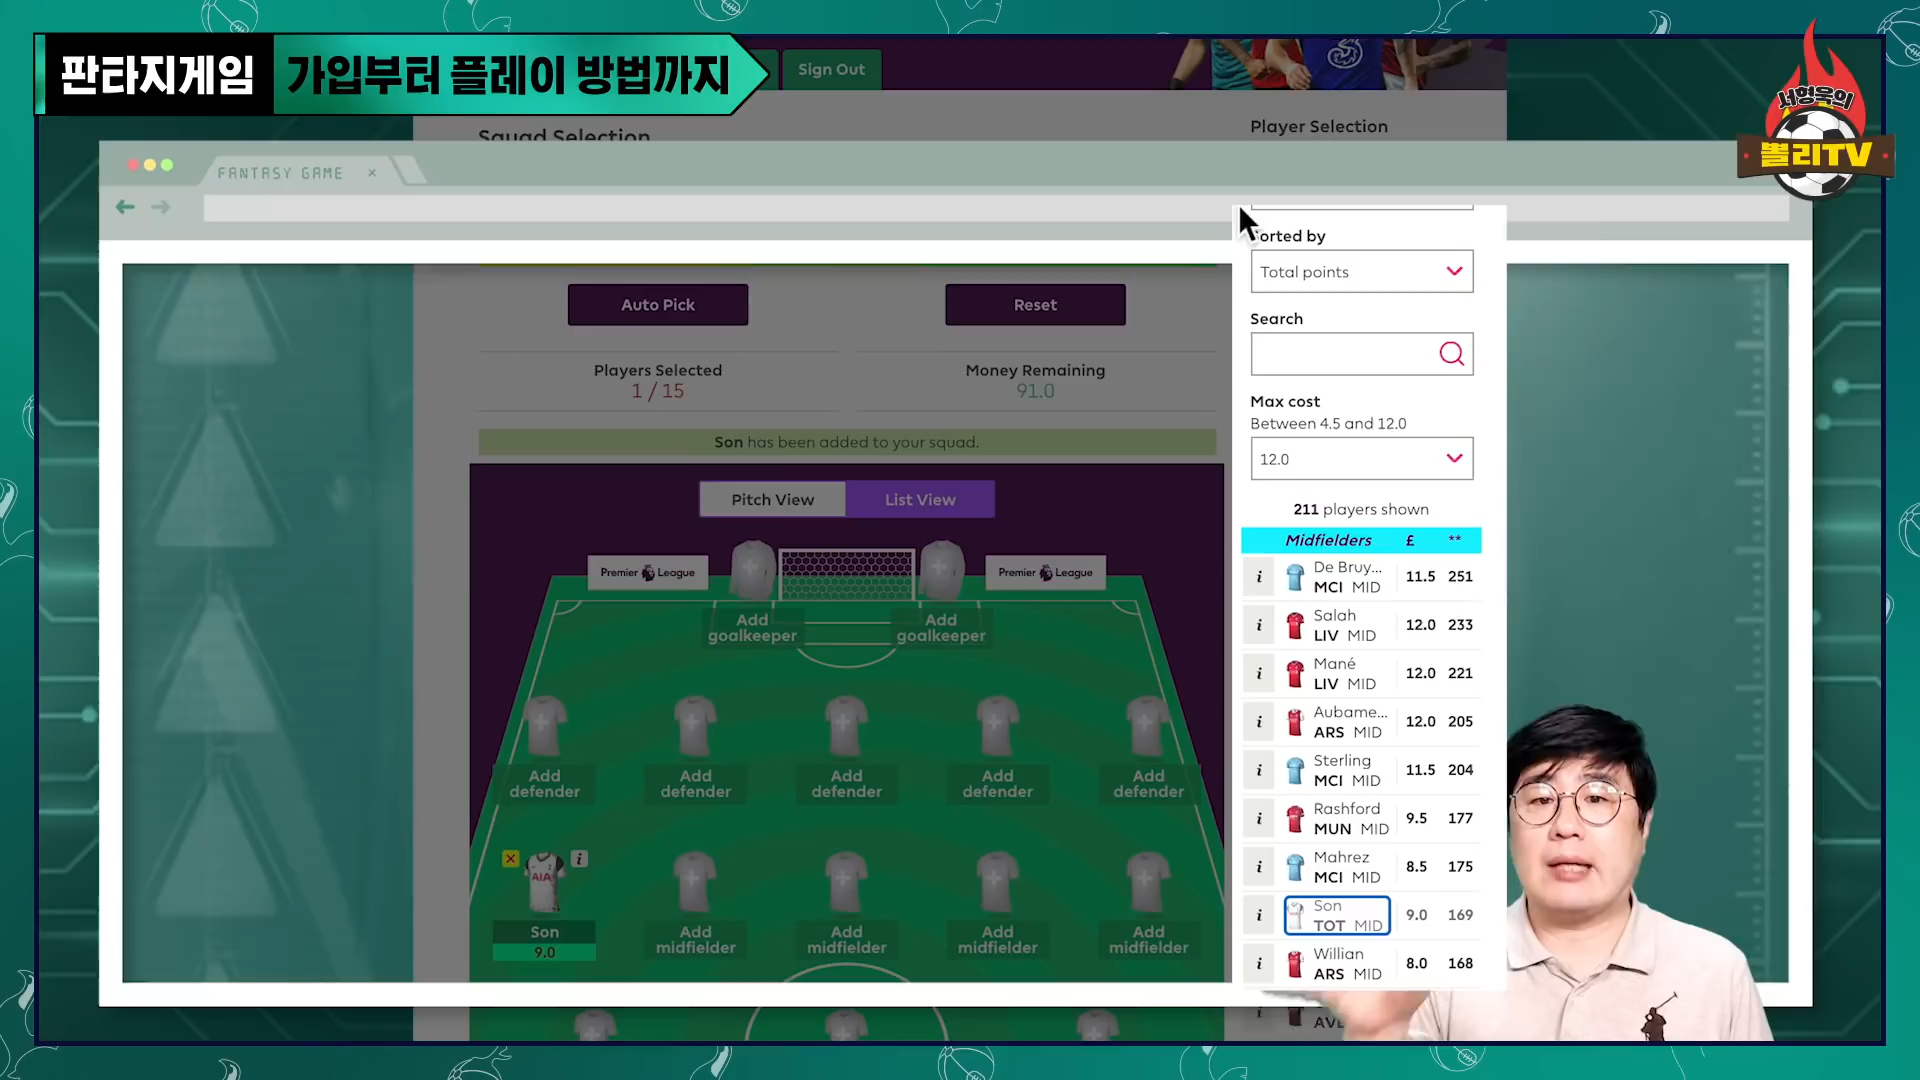 판타지게임 가입부터 플레이 방법까지
Sign Out
서형욱의
뽈리TV
Squad Selection
Player Selection
FANTASY GAME ×
Sorted by
Total points
Auto Pick
Reset
Search
Players Selected
1 / 15
Money Remaining
91.0
Max cost
Between 4.5 and 12.0
12.0
Son has been added to your squad.
Pitch View
List View
211 players shown
Midfielders £ **
Premier League
Premier League
Add goalkeeper
Add goalkeeper
i De Bruy... MCI MID 11.5 251
i Salah LIV MID 12.0 233
i Mané LIV MID 12.0 221
i Aubame... ARS MID 12.0 205
i Sterling MCI MID 11.5 204
i Rashford MUN MID 9.5 177
i Mahrez MCI MID 8.5 175
i Son TOT MID 9.0 169
i Willian ARS MID 8.0 168
Add defender
Add defender
Add defender
Add defender
Add defender
i
AIA
Son
9.0
Add midfielder
Add midfielder
Add midfielder
Add midfielder
i AVL